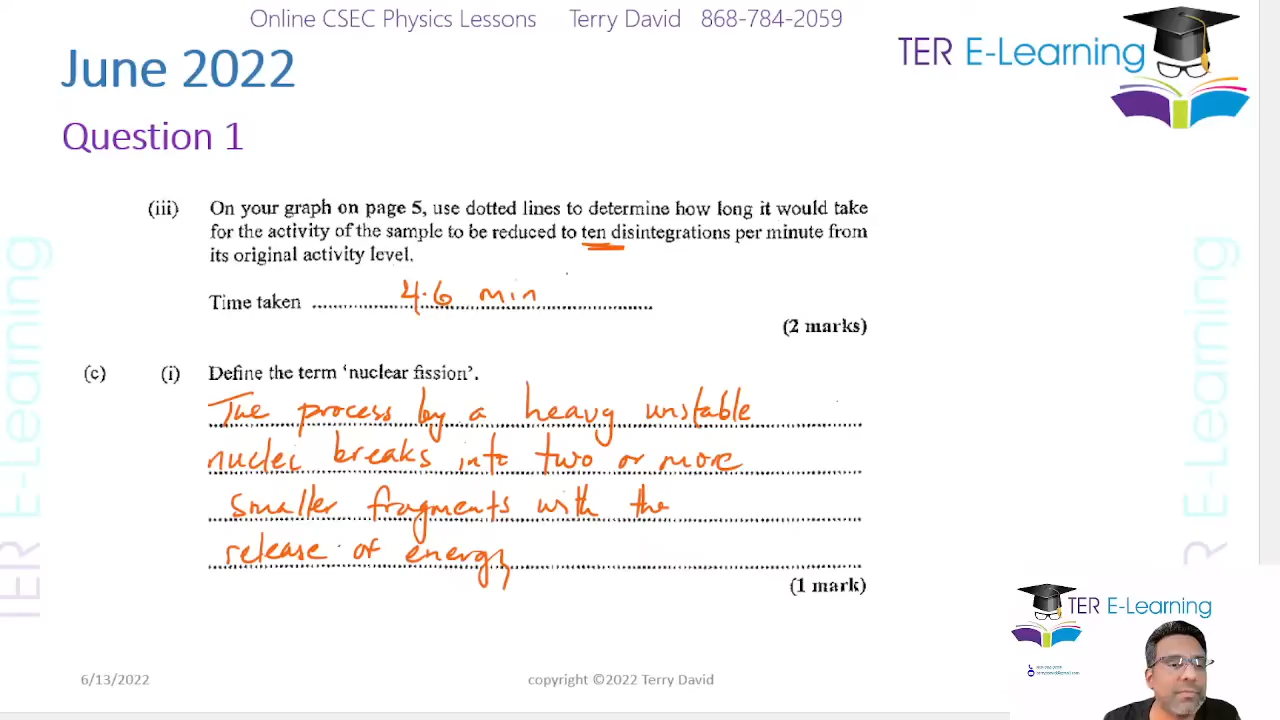 Online CSEC Physics Lessons Terry David 868-784-2059
TER E-Learning
June 2022
Question 1
(iii) On your graph on page 5, use dotted lines to determine how long it would take
for the activity of the sample to be reduced to ten disintegrations per minute from
its original activity level.
Time taken 4.6 min
(2 marks)
(c) (i) Define the term ‘nuclear fission’.
The process by a heavy unstable
nuclei breaks into two or more
smaller fragments with the
release of energy
(1 mark)
TER E-Learning
6/13/2022
copyright ©2022 Terry David
E-Learning
TER E-Learning